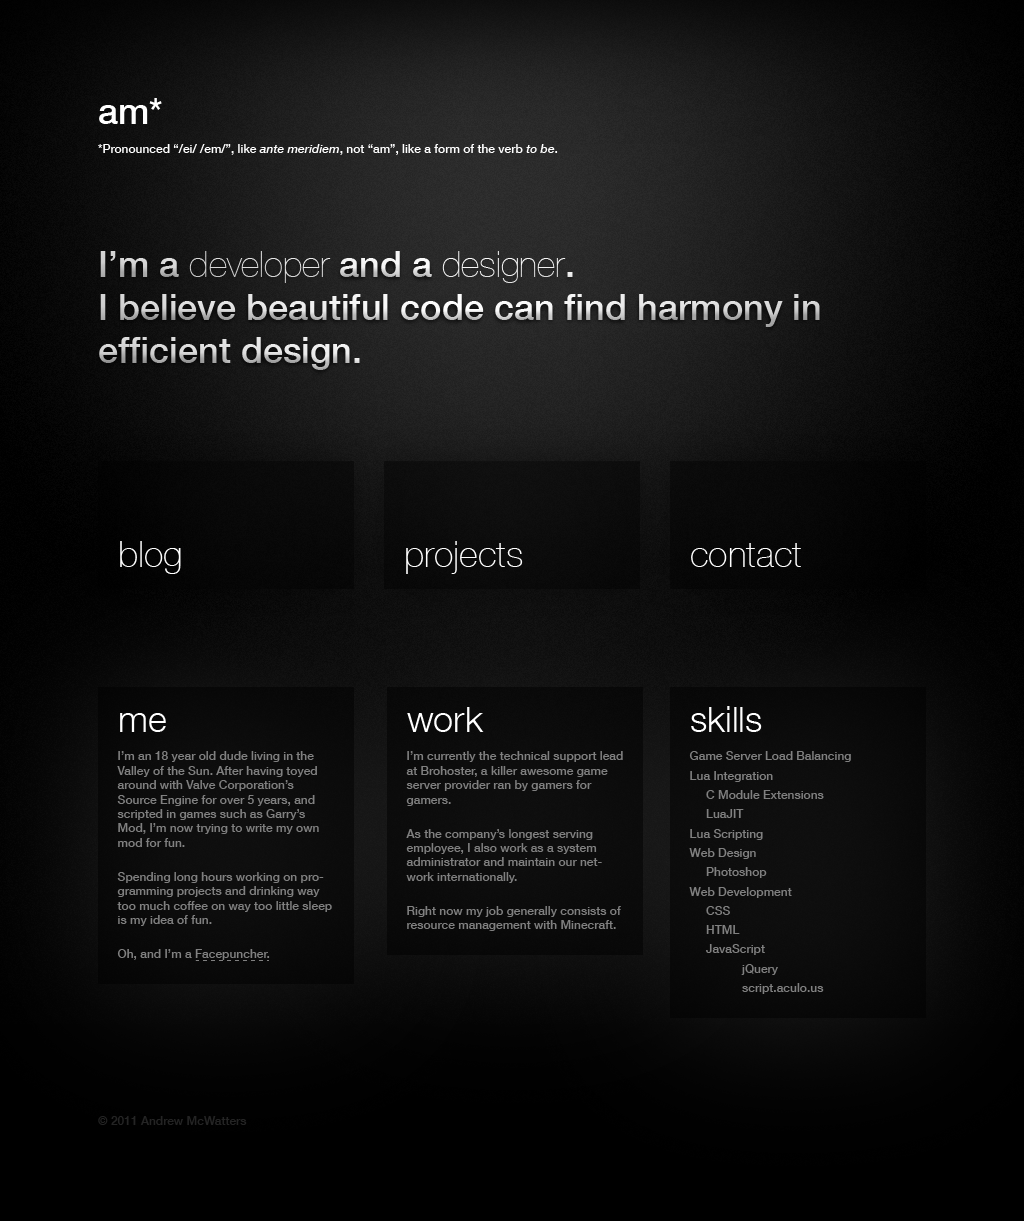 am*
*Pronounced “/ei/ /em/”, like ante meridiem, not “am”, like a form of the verb to be.
I’m a developer and a designer.
I believe beautiful code can find harmony in
efficient design.
blog
projects
contact
me
I’m an 18 year old dude living in the
Valley of the Sun. After having toyed
around with Valve Corporation’s
Source Engine for over 5 years, and
scripted in games such as Garry’s
Mod, I’m now trying to write my own
mod for fun.
Spending long hours working on pro-
gramming projects and drinking way
too much coffee on way too little sleep
is my idea of fun.
Oh, and I’m a Facepuncher.
work
I’m currently the technical support lead
at Brohoster, a killer awesome game
server provider ran by gamers for
gamers.
As the company’s longest serving
employee, I also work as a system
administrator and maintain our net-
work internationally.
Right now my job generally consists of
resource management with Minecraft.
skills
Game Server Load Balancing
Lua Integration
C Module Extensions
LuaJIT
Lua Scripting
Web Design
Photoshop
Web Development
CSS
HTML
JavaScript
jQuery
script.aculo.us
© 2011 Andrew McWatters